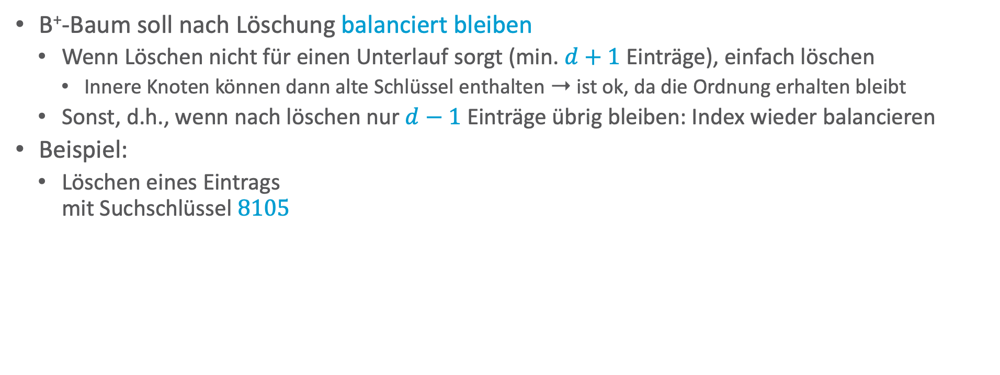 • B⁺-Baum soll nach Löschung balanciert bleiben
• Wenn Löschen nicht für einen Unterlauf sorgt (min. d + 1 Einträge), einfach löschen
• Innere Knoten können dann alte Schlüssel enthalten → ist ok, da die Ordnung erhalten bleibt
• Sonst, d.h., wenn nach löschen nur d − 1 Einträge übrig bleiben: Index wieder balancieren
• Beispiel:
• Löschen eines Eintrags
mit Suchschlüssel 8105